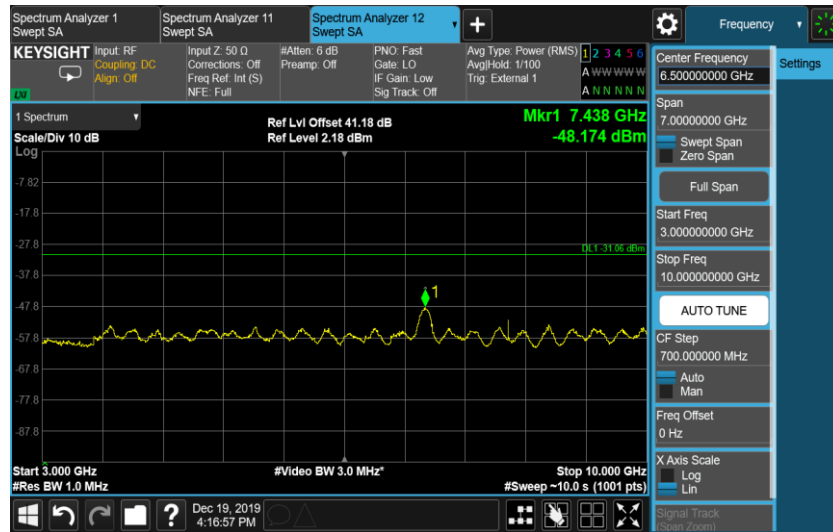 Spectrum Analyzer 1
Swept SA
Spectrum Analyzer 11
Swept SA
Spectrum Analyzer 12
Swept SA
Frequency
KEYSIGHT
Input: RF
Coupling: DC
Align: Off
Input Z: 50 Ω
Corrections: Off
Freq Ref: Int (S)
NFE: Full
#Atten: 6 dB
Preamp: Off
PNO: Fast
Gate: LO
IF Gain: Low
Sig Track: Off
Avg Type: Power (RMS)
Avg|Hold: 1/100
Trig: External 1
1 2 3 4 5 6
A W W W W W
A N N N N N
LXI
1 Spectrum
Scale/Div 10 dB
Log
Ref Lvl Offset 41.18 dB
Ref Level 2.18 dBm
Mkr1 7.438 GHz
-48.174 dBm
-7.82
-17.8
-27.8
-37.8
-47.8
-57.8
-67.8
-77.8
-87.8
DL1 -31.06 dBm
1
Start 3.000 GHz
#Res BW 1.0 MHz
#Video BW 3.0 MHz*
Stop 10.000 GHz
#Sweep ~10.0 s (1001 pts)
Center Frequency
6.500000000 GHz
Settings
Span
7.00000000 GHz
Swept Span
Zero Span
Full Span
Start Freq
3.000000000 GHz
Stop Freq
10.000000000 GHz
AUTO TUNE
CF Step
700.000000 MHz
Auto
Man
Freq Offset
0 Hz
X Axis Scale
Log
Lin
Signal Track
(Span Zoom)
?
Dec 19, 2019
4:16:57 PM